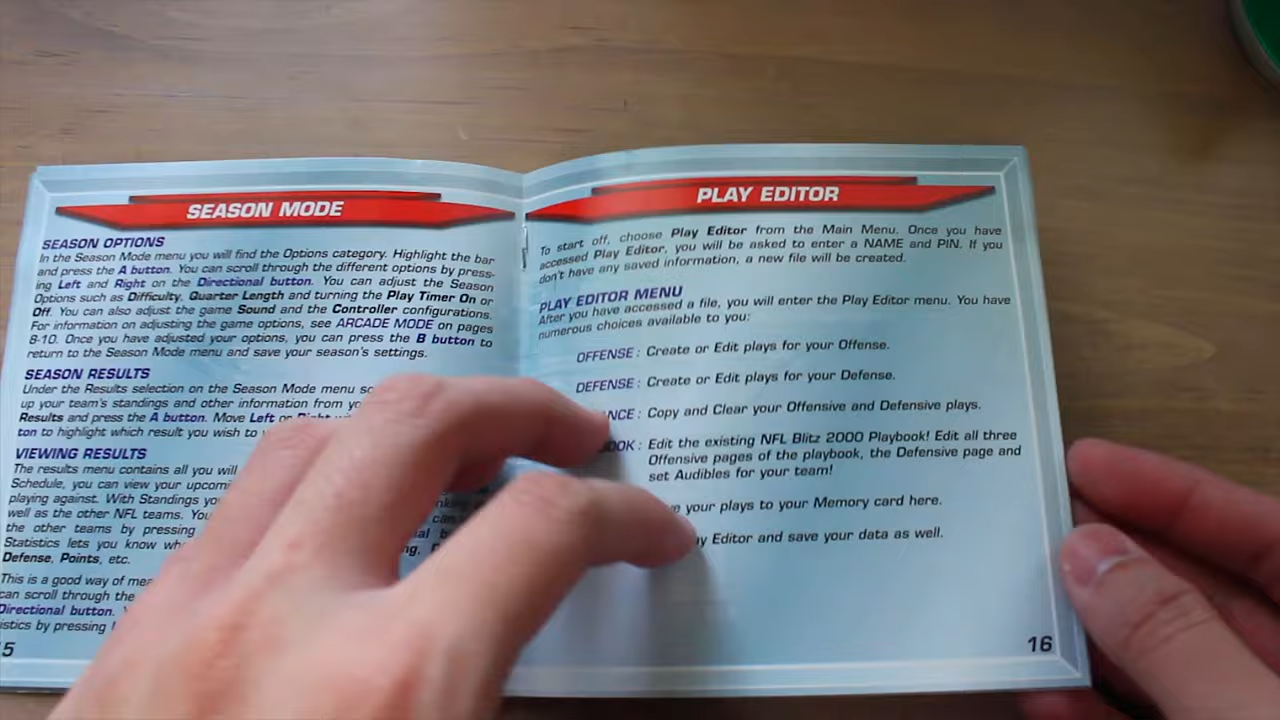 SEASON MODE
SEASON OPTIONS
In the Season Mode menu you will find the Options category. Highlight the bar
and press the A button. You can scroll through the different options by press-
ing Left and Right on the Directional button. You can adjust the Season
Options such as Difficulty, Quarter Length and turning the Play Timer On or
Off. You can also adjust the game Sound and the Controller configurations.
For information on adjusting the game options, see ARCADE MODE on pages
8-10. Once you have adjusted your options, you can press the B button to
return to the Season Mode menu and save your season's settings.
SEASON RESULTS
Under the Results selection on the Season Mode menu
up your team's standings and other information from
Results and press the A button. Move Left or Right
ton to highlight which result you wish to
VIEWING RESULTS
The results menu contains all you will
Schedule, you can view your
playing against. With Standings
well as the other NFL teams.
the other teams by pressing
Statistics lets you know
Defense, Points, etc.
This is a good way of
can scroll through the
Directional button.
istics by pressing
PLAY EDITOR
To start off, choose Play Editor from the Main Menu. Once you have
accessed Play Editor, you will be asked to enter a NAME and PIN. If you
don't have any saved information, a new file will be created.
PLAY EDITOR MENU
After you have accessed a file, you will enter the Play Editor menu. You have
numerous choices available to you:
OFFENSE : Create or Edit plays for your Offense.
DEFENSE : Create or Edit plays for your Defense.
Copy and Clear your Offensive and Defensive plays.
Edit the existing NFL Blitz 2000 Playbook! Edit all three
Offensive pages of the playbook, the Defensive page and
set Audibles for your team!
your plays to your Memory card here.
Editor and save your data as well.
16